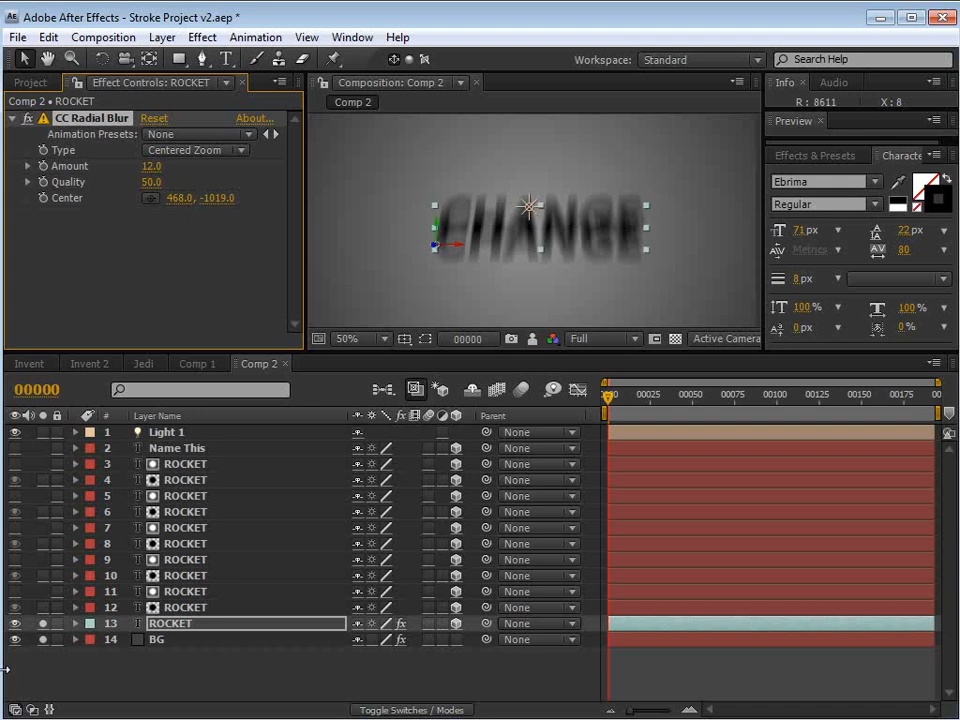 Adobe After Effects - Stroke Project v2.aep *
File Edit Composition Layer Effect Animation View Window Help
Workspace: Standard Search Help
Project Effect Controls: ROCKET
Composition: Comp 2
Info Audio
Comp 2 • ROCKET
Comp 2
R : 8611 X : 8
fx CC Radial Blur Reset About...
Preview
Animation Presets: None
Type Centered Zoom
Effects & Presets Characte
Amount 12.0
Quality 50.0
Ebrima
Center 468.0, -1019.0
Regular
CHANGE
71 px 22 px
Metrics 80
8 px
100 % 100 %
0 px 0 %
50% 00000 Full Active Camera
Invent Invent 2 Jedi Comp 1 Comp 2
00000
00025 00050 00075 00100 00125 00150 00175 00
# Layer Name fx Parent
1 Light 1 None
2 Name This None
3 ROCKET None
4 ROCKET None
5 ROCKET None
6 ROCKET None
7 ROCKET None
8 ROCKET None
9 ROCKET None
10 ROCKET None
11 ROCKET None
12 ROCKET None
13 ROCKET fx None
14 BG fx None
Toggle Switches / Modes